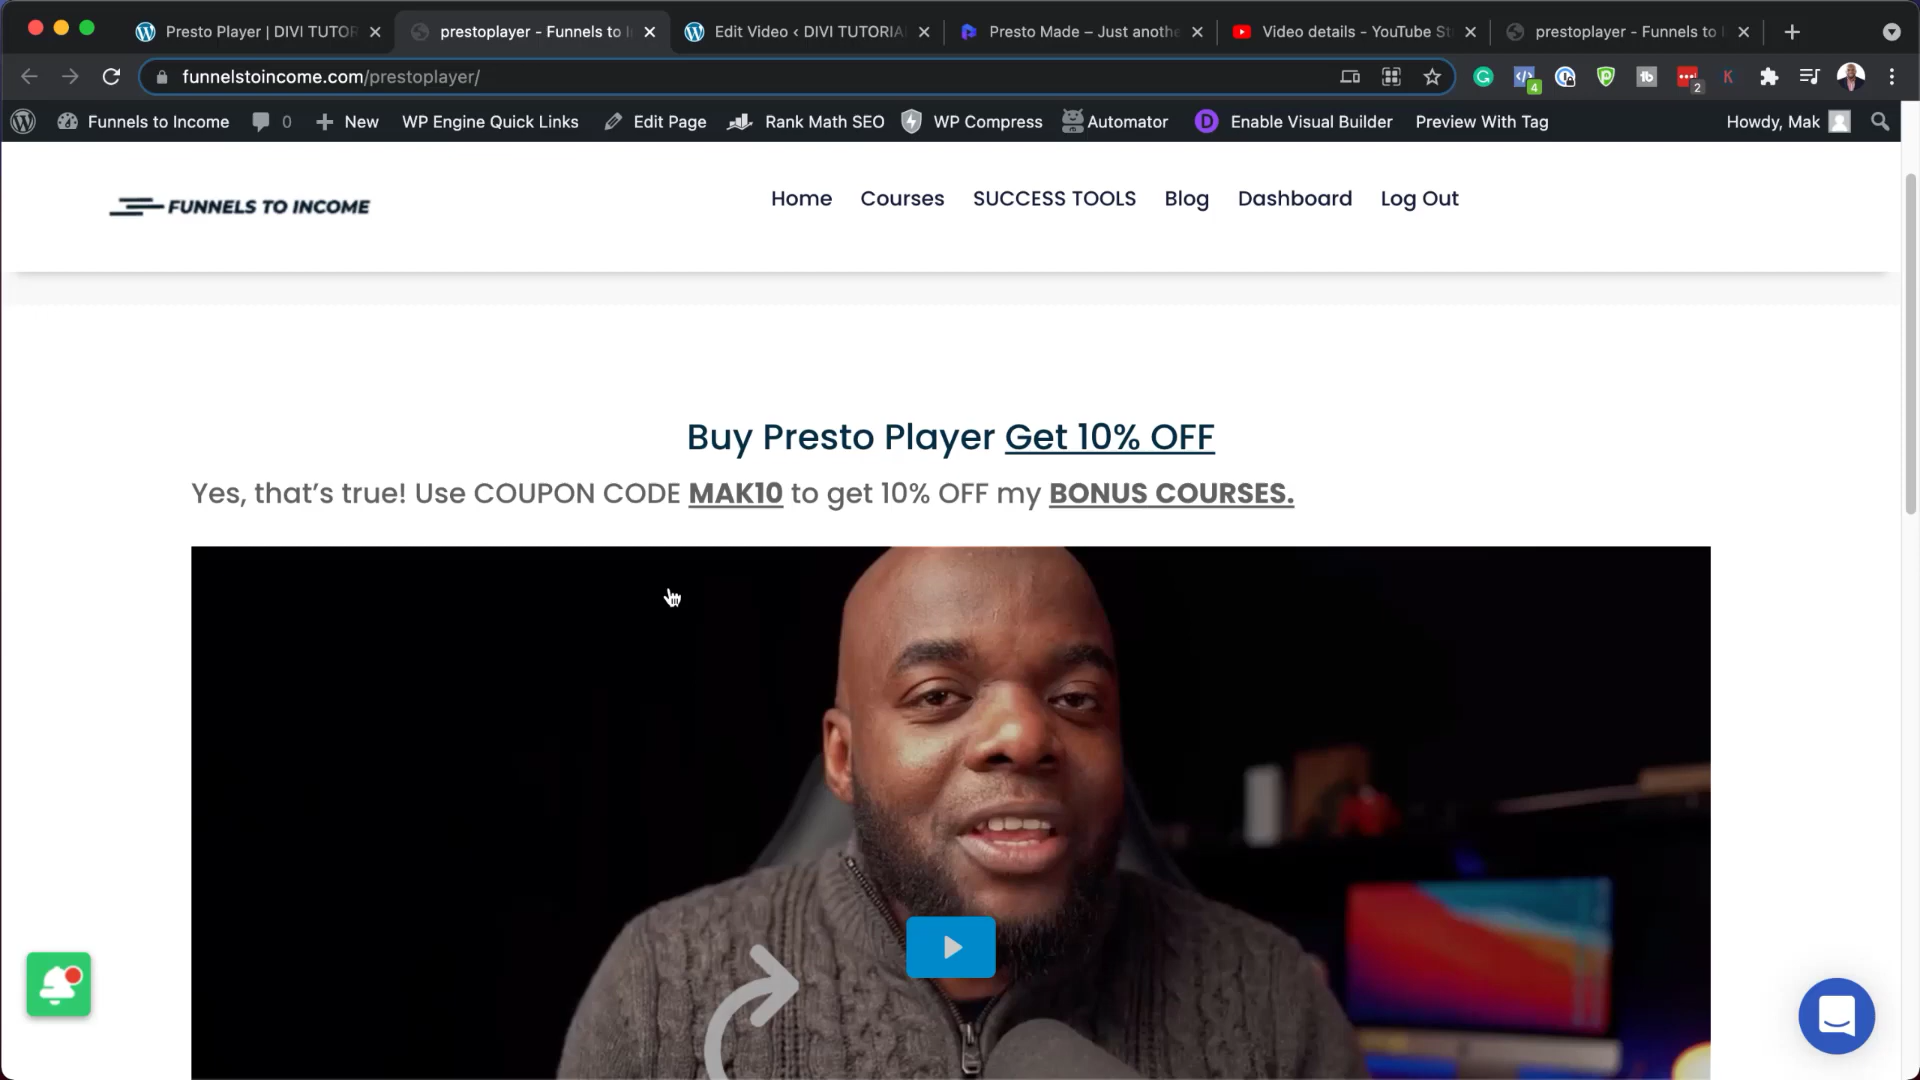 Presto Player | DIVI TUTOR
prestoplayer - Funnels to I
Edit Video ‹ DIVI TUTORIA
Presto Made – Just anothe
Video details - YouTube St
prestoplayer - Funnels to I
funnelstoincome.com/prestoplayer/
4
tb
2
K
Funnels to Income
0
New
WP Engine Quick Links
Edit Page
Rank Math SEO
WP Compress
Automator
D
Enable Visual Builder
Preview With Tag
Howdy, Mak
FUNNELS TO INCOME
Home
Courses
SUCCESS TOOLS
Blog
Dashboard
Log Out
Buy Presto Player Get 10% OFF
Yes, that’s true! Use COUPON CODE MAK10 to get 10% OFF my BONUS COURSES.